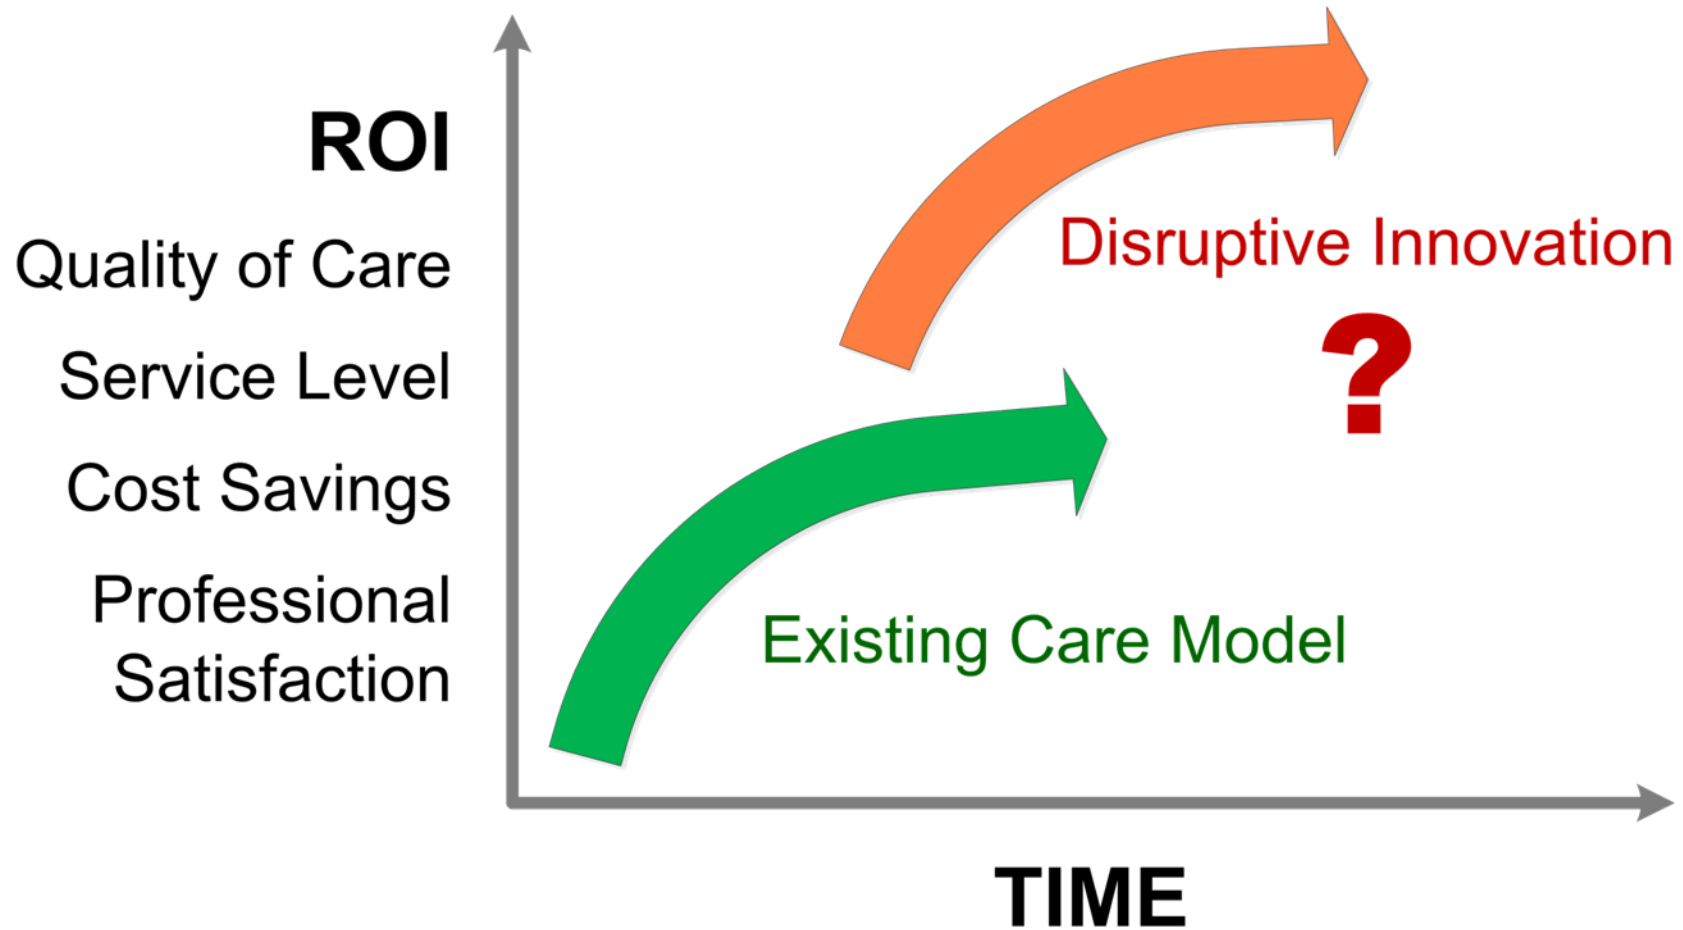 ROI
Quality of Care
Service Level
Cost Savings
Professional
Satisfaction
Disruptive Innovation
?
Existing Care Model
TIME